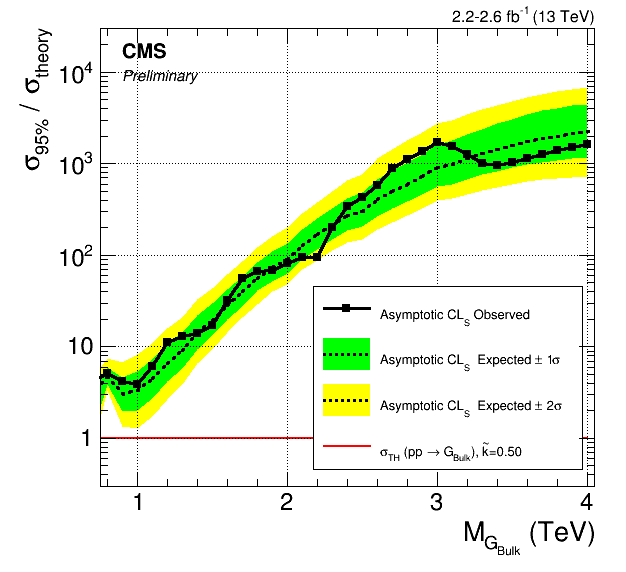 2.2-2.6 fb⁻¹ (13 TeV)
CMS
Preliminary
σ95% / σtheory
10⁴
10³
10²
10
1
Asymptotic CLS Observed
Asymptotic CLS Expected ± 1σ
Asymptotic CLS Expected ± 2σ
σTH (pp → GBulk), k̃=0.50
1 2 3 4
MGBulk (TeV)